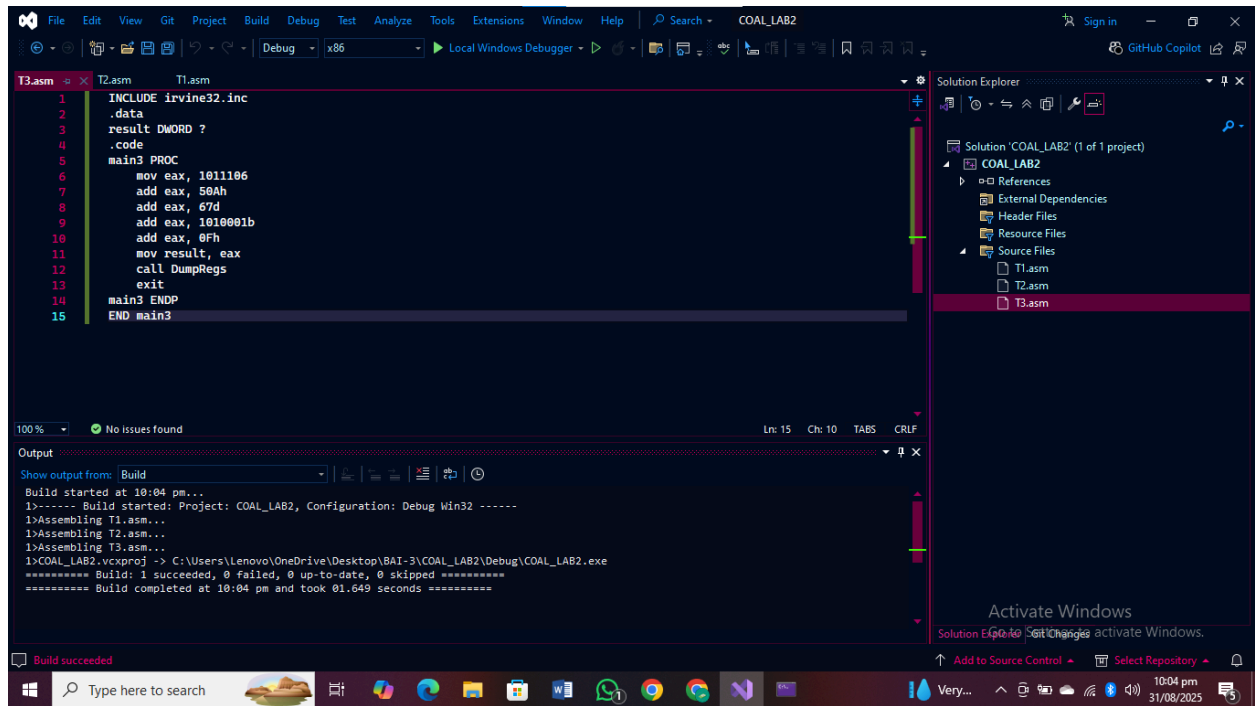 File Edit View Git Project Build Debug Test Analyze Tools Extensions Window Help Search COAL_LAB2 Sign in
Debug x86 Local Windows Debugger GitHub Copilot
T3.asm T2.asm T1.asm
1 INCLUDE irvine32.inc
2 .data
3 result DWORD ?
4 .code
5 main3 PROC
6 mov eax, 1011106
7 add eax, 50Ah
8 add eax, 67d
9 add eax, 1010001b
10 add eax, 0Fh
11 mov result, eax
12 call DumpRegs
13 exit
14 main3 ENDP
15 END main3
100 % No issues found Ln: 15 Ch: 10 TABS CRLF
Output
Show output from: Build
Build started at 10:04 pm...
1>------ Build started: Project: COAL_LAB2, Configuration: Debug Win32 ------
1>Assembling T1.asm...
1>Assembling T2.asm...
1>Assembling T3.asm...
1>COAL_LAB2.vcxproj -> C:\Users\Lenovo\OneDrive\Desktop\BAI-3\COAL_LAB2\Debug\COAL_LAB2.exe
========== Build: 1 succeeded, 0 failed, 0 up-to-date, 0 skipped ==========
========== Build completed at 10:04 pm and took 01.649 seconds ==========
Solution Explorer
Solution 'COAL_LAB2' (1 of 1 project)
COAL_LAB2
References
External Dependencies
Header Files
Resource Files
Source Files
T1.asm
T2.asm
T3.asm
Activate Windows
Go to Settings to activate Windows.
Solution Explorer Git Changes
Build succeeded Add to Source Control Select Repository
Type here to search Very... 10:04 pm
31/08/2025